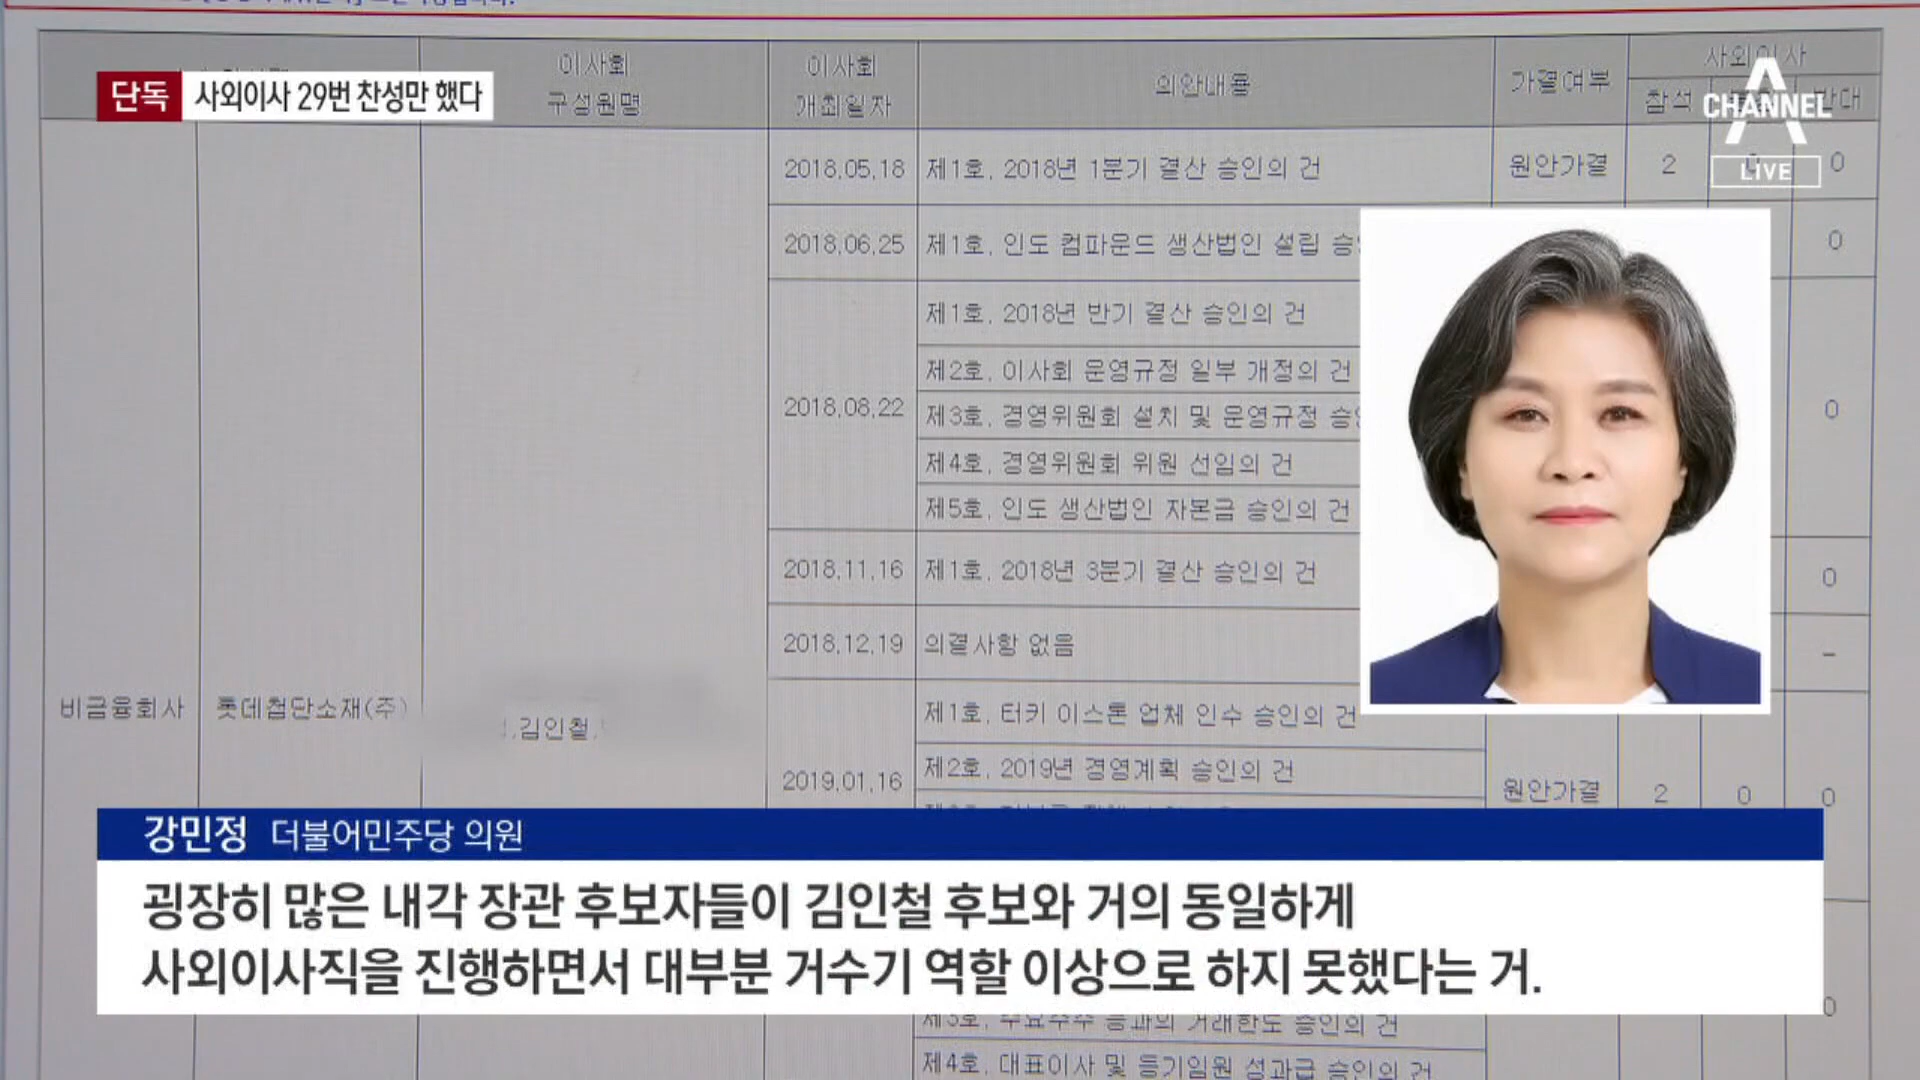 단독 사외이사 29번 찬성만 했다
CHANNEL A
LIVE
이사회 구성원명
이사회 개최일자
의안내용
가결여부
사외이사
참석
반대
2018.05.18 제1호. 2018년 1분기 결산 승인의 건 원안가결 2 0 0
2018.06.25 제1호. 인도 컴파운드 생산법인 설립 0
2018.08.22
제1호. 2018년 반기 결산 승인의 건
제2호. 이사회 운영규정 일부 개정의 건
제3호. 경영위원회 설치 및 운영규정 0
제4호. 경영위원회 위원 선임의 건
제5호. 인도 생산법인 자본금 승인의 건
2018.11.16 제1호. 2018년 3분기 결산 승인의 건 0
2018.12.19 의결사항 없음 -
비금융회사 롯데첨단소재(주) ,김인철,
2019.01.16
제1호. 터키 이스톤 업체 인수 승인의 건
제2호. 2019년 경영계획 승인의 건
원안가결 2 0 0
강민정 더불어민주당 의원
굉장히 많은 내각 장관 후보자들이 김인철 후보와 거의 동일하게
사외이사직을 진행하면서 대부분 거수기 역할 이상으로 하지 못했다는 거.
0
제4호. 대표이사 및 등기임원 성과급 승인의 건